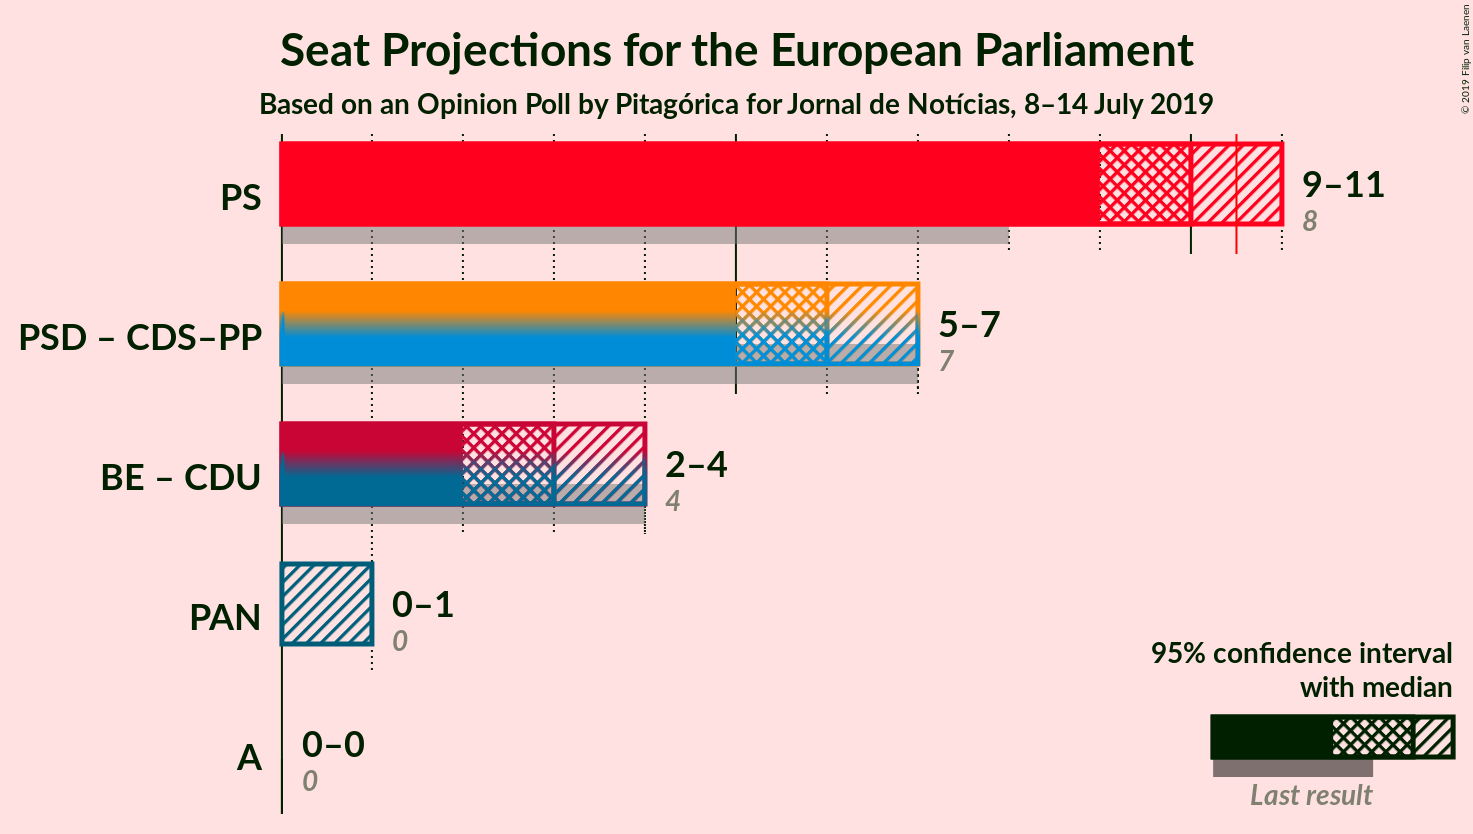 Seat Projections for the European Parliament
Based on an Opinion Poll by Pitagórica for Jornal de Notícias, 8–14 July 2019
© 2019 Filip van Laenen
PS
9–11
8
PSD – CDS–PP
5–7
7
BE – CDU
2–4
4
PAN
0–1
0
A
0–0
0
95% confidence interval
with median
Last result